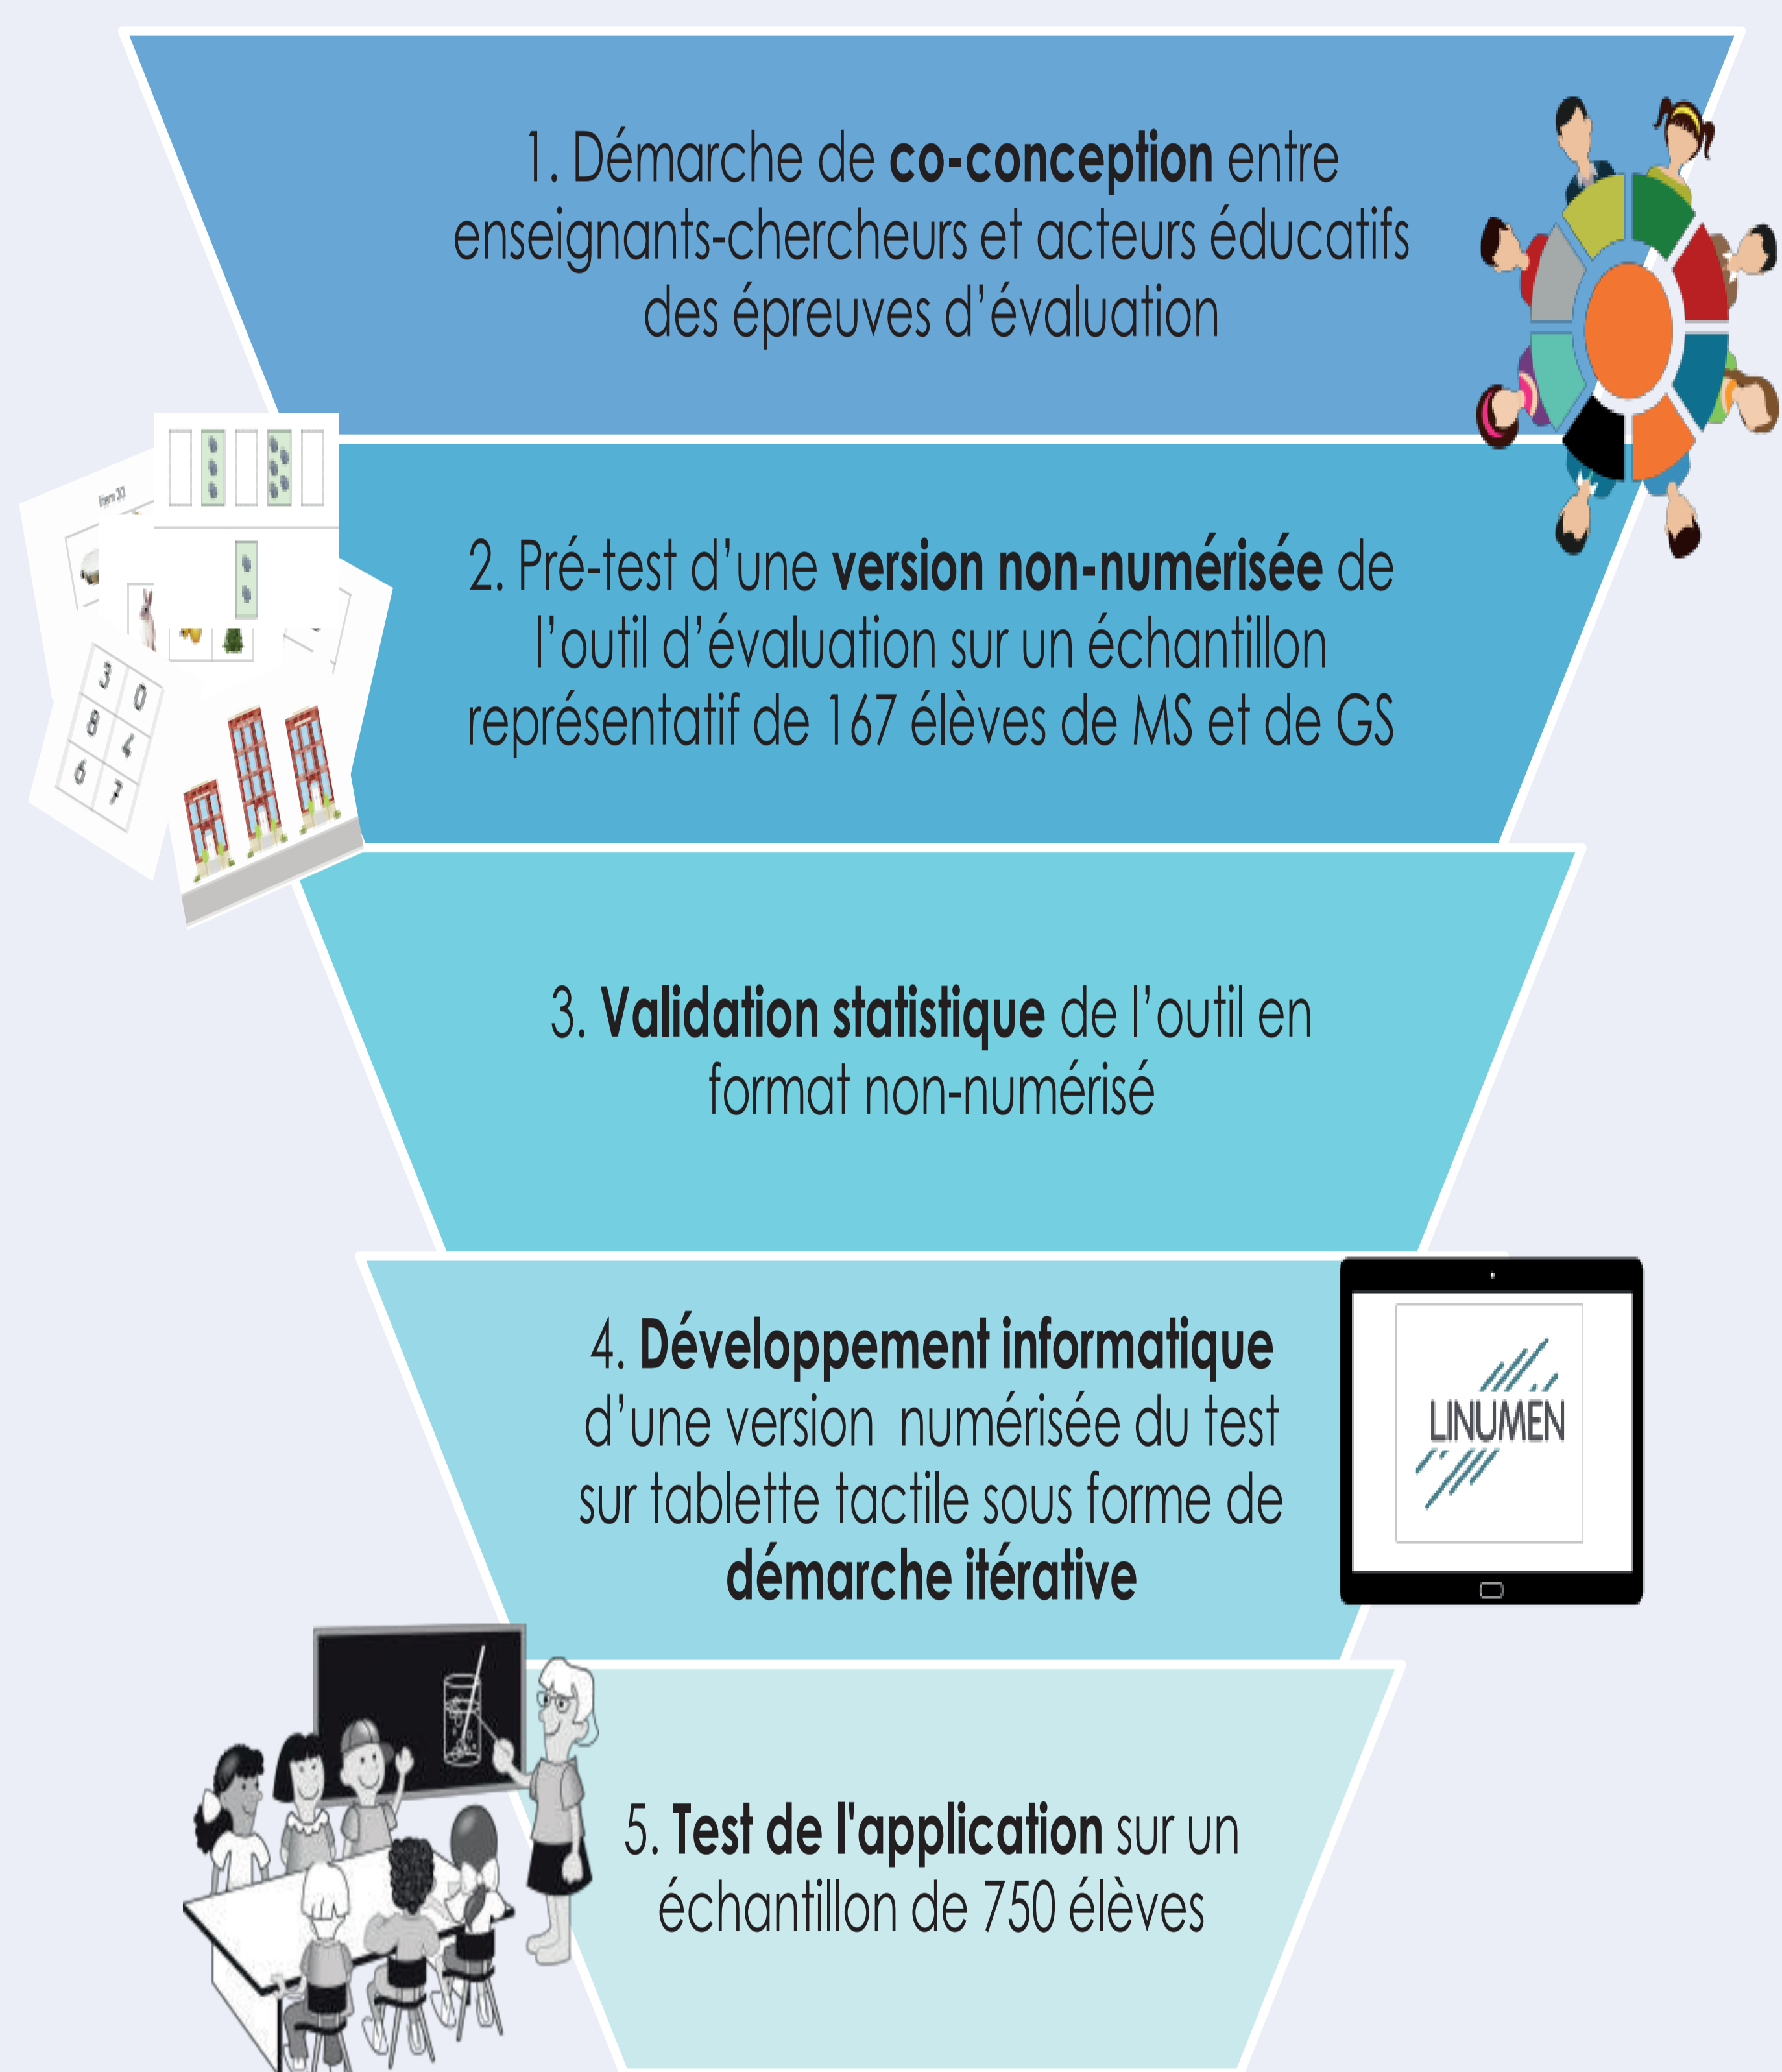 1. Démarche de co-conception entre
enseignants-chercheurs et acteurs éducatifs
des épreuves d’évaluation
2. Pré-test d’une version non-numérisée de
l’outil d’évaluation sur un échantillon
représentatif de 167 élèves de MS et de GS
3 0
8 4
6 7
3. Validation statistique de l’outil en
format non-numérisé
4. Développement informatique
d’une version numérisée du test
sur tablette tactile sous forme de
démarche itérative
LINUMEN
5. Test de l'application sur un
échantillon de 750 élèves